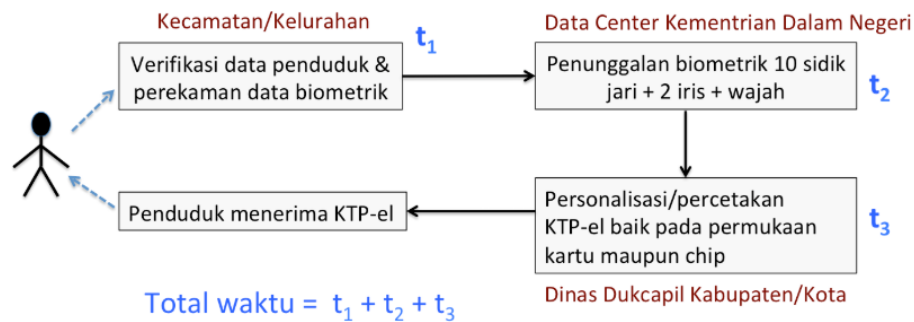 Kecamatan/Kelurahan
t1
Verifikasi data penduduk &
perekaman data biometrik
Data Center Kementrian Dalam Negeri
Penunggalan biometrik 10 sidik
jari + 2 iris + wajah
t2
Personalisasi/percetakan
KTP-el baik pada permukaan
kartu maupun chip
t3
Dinas Dukcapil Kabupaten/Kota
Penduduk menerima KTP-el
Total waktu = t1 + t2 + t3